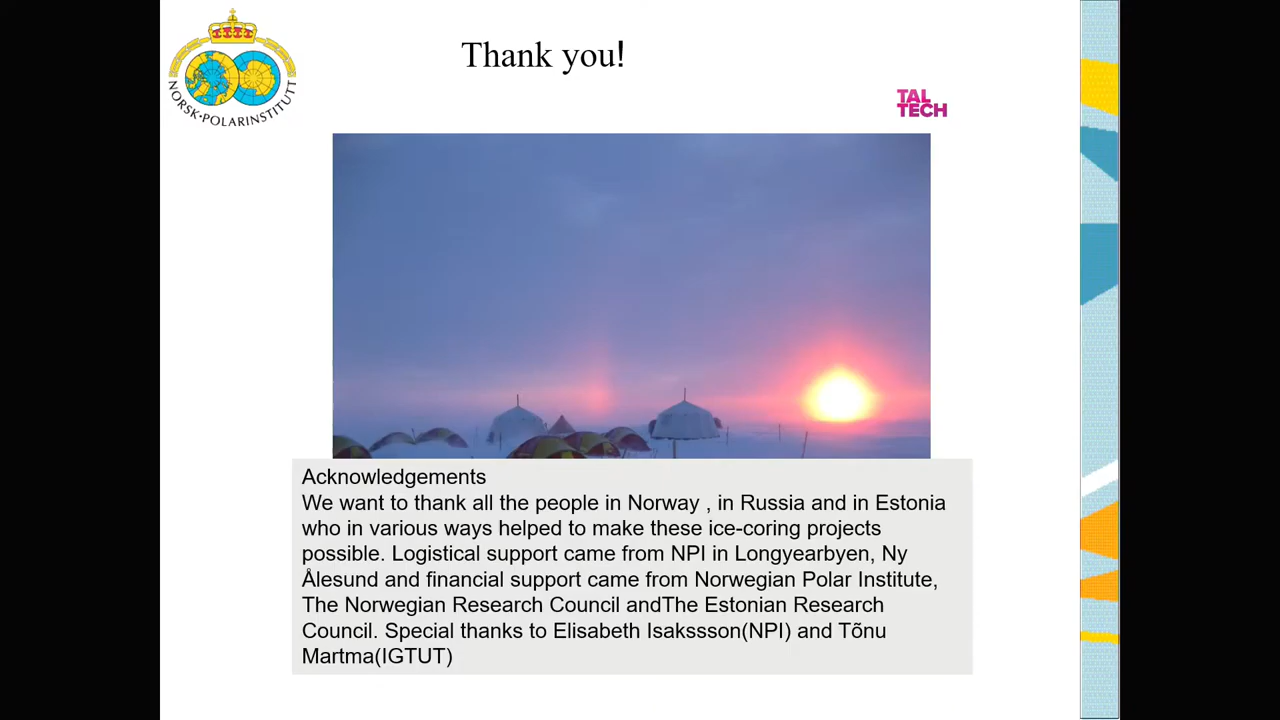 Thank you!
NORSK·POLARINSTITUTT
TAL
TECH
Acknowledgements
We want to thank all the people in Norway , in Russia and in Estonia
who in various ways helped to make these ice-coring projects
possible. Logistical support came from NPI in Longyearbyen, Ny
Ålesund and financial support came from Norwegian Polar Institute,
The Norwegian Research Council andThe Estonian Research
Council. Special thanks to Elisabeth Isakssson(NPI) and Tõnu
Martma(IGTUT)